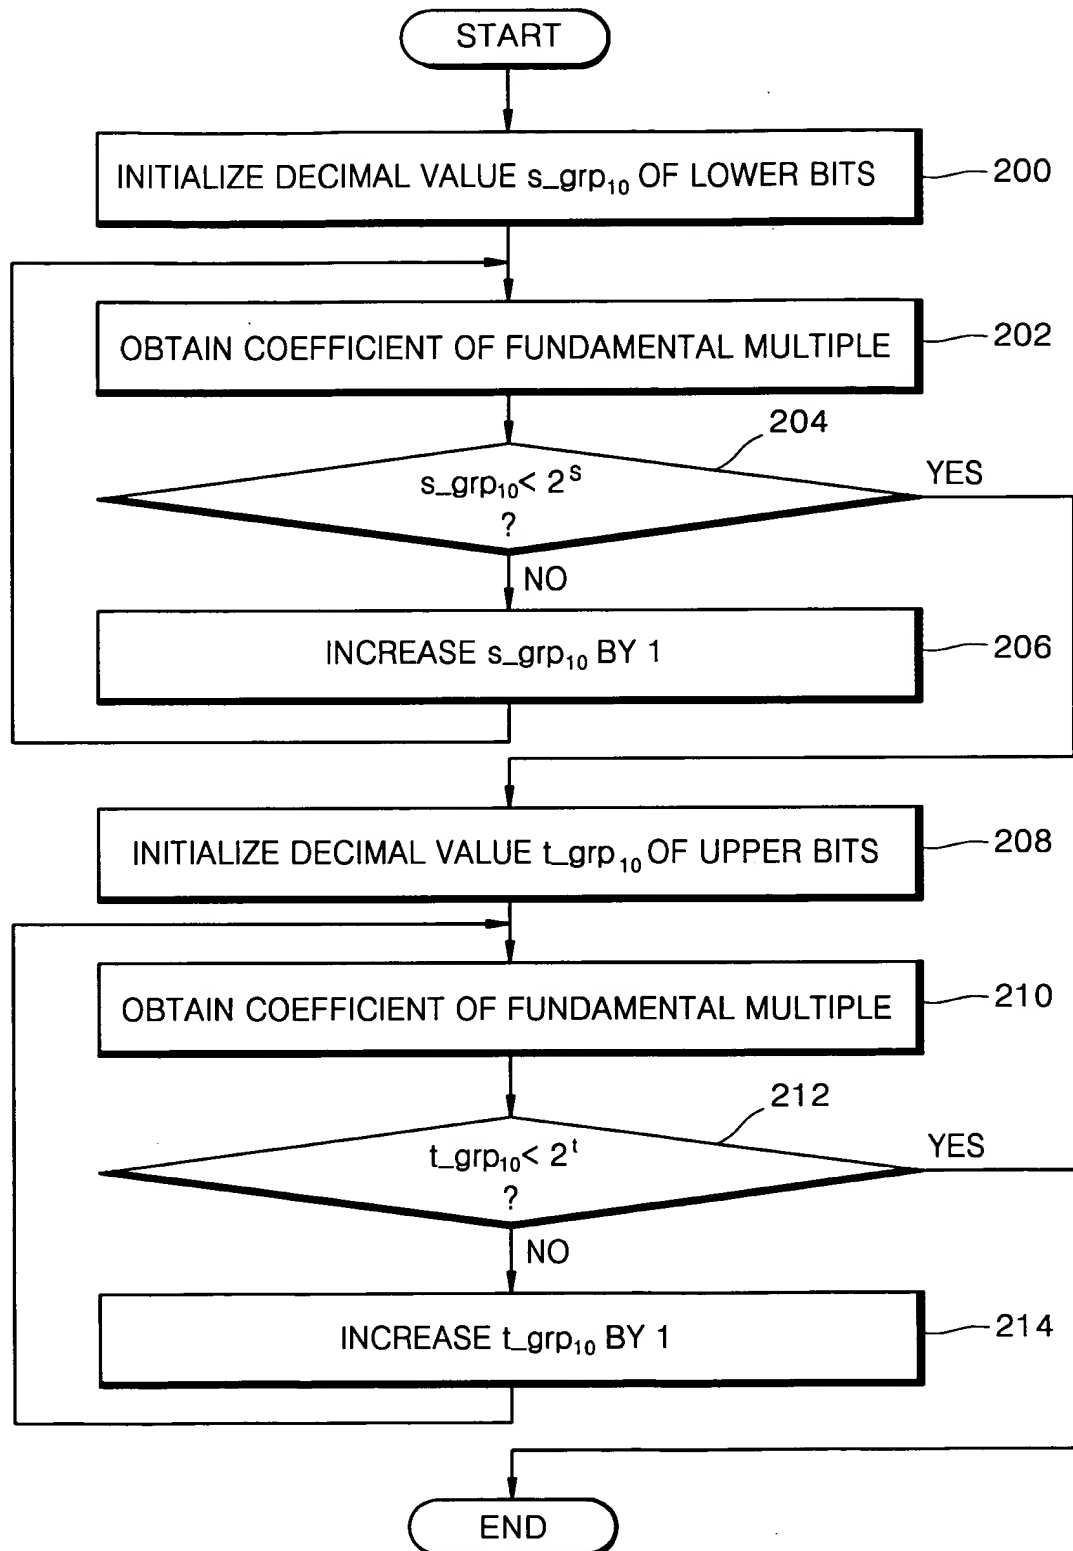 START
INITIALIZE DECIMAL VALUE s_grp₁₀ OF LOWER BITS
200
OBTAIN COEFFICIENT OF FUNDAMENTAL MULTIPLE
202
204
s_grp₁₀< 2ˢ
?
YES
NO
INCREASE s_grp₁₀ BY 1
206
INITIALIZE DECIMAL VALUE t_grp₁₀ OF UPPER BITS
208
OBTAIN COEFFICIENT OF FUNDAMENTAL MULTIPLE
210
212
t_grp₁₀< 2ᵗ
?
YES
NO
INCREASE t_grp₁₀ BY 1
214
END